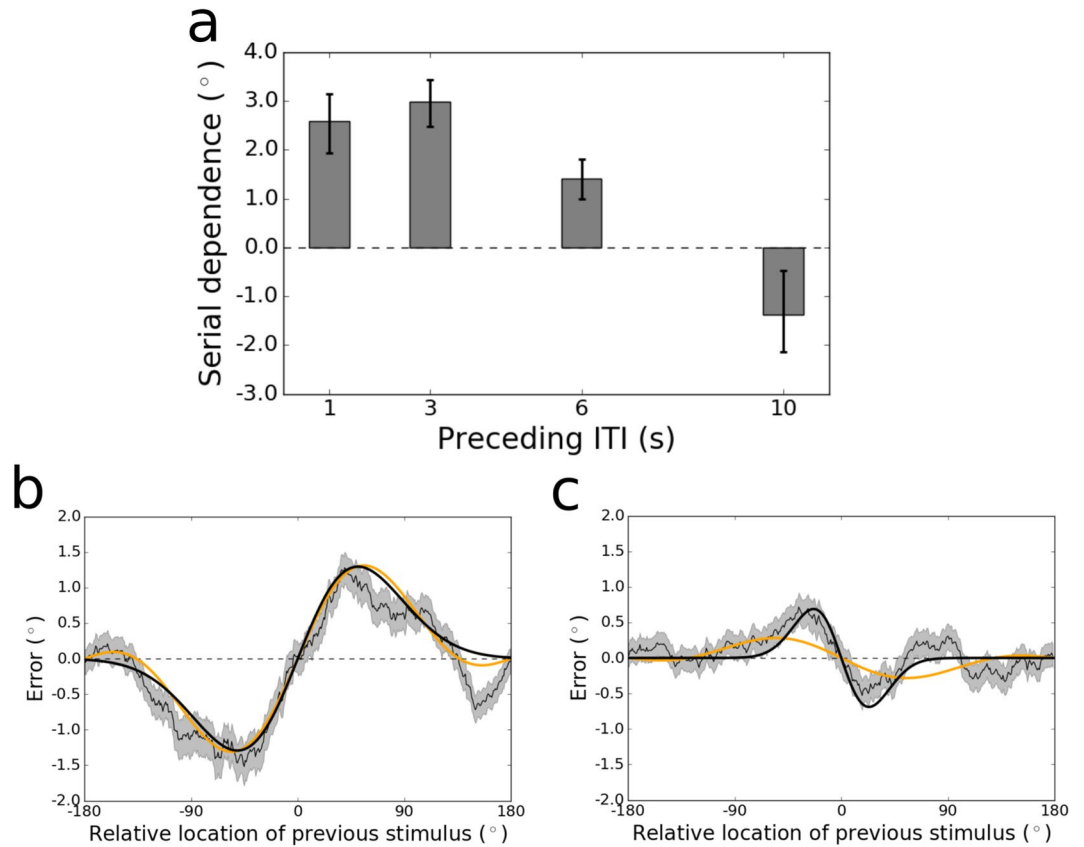 a
4.0
3.0
2.0
1.0
0.0
-1.0
-2.0
-3.0
Serial dependence (°)
1 3 6 10
Preceding ITI (s)
b
2.0
1.5
1.0
0.5
0.0
-0.5
-1.0
-1.5
-2.0
Error (°)
-180 -90 0 90 180
Relative location of previous stimulus (°)
c
2.0
1.5
1.0
0.5
0.0
-0.5
-1.0
-1.5
-2.0
Error (°)
-180 -90 0 90 180
Relative location of previous stimulus (°)